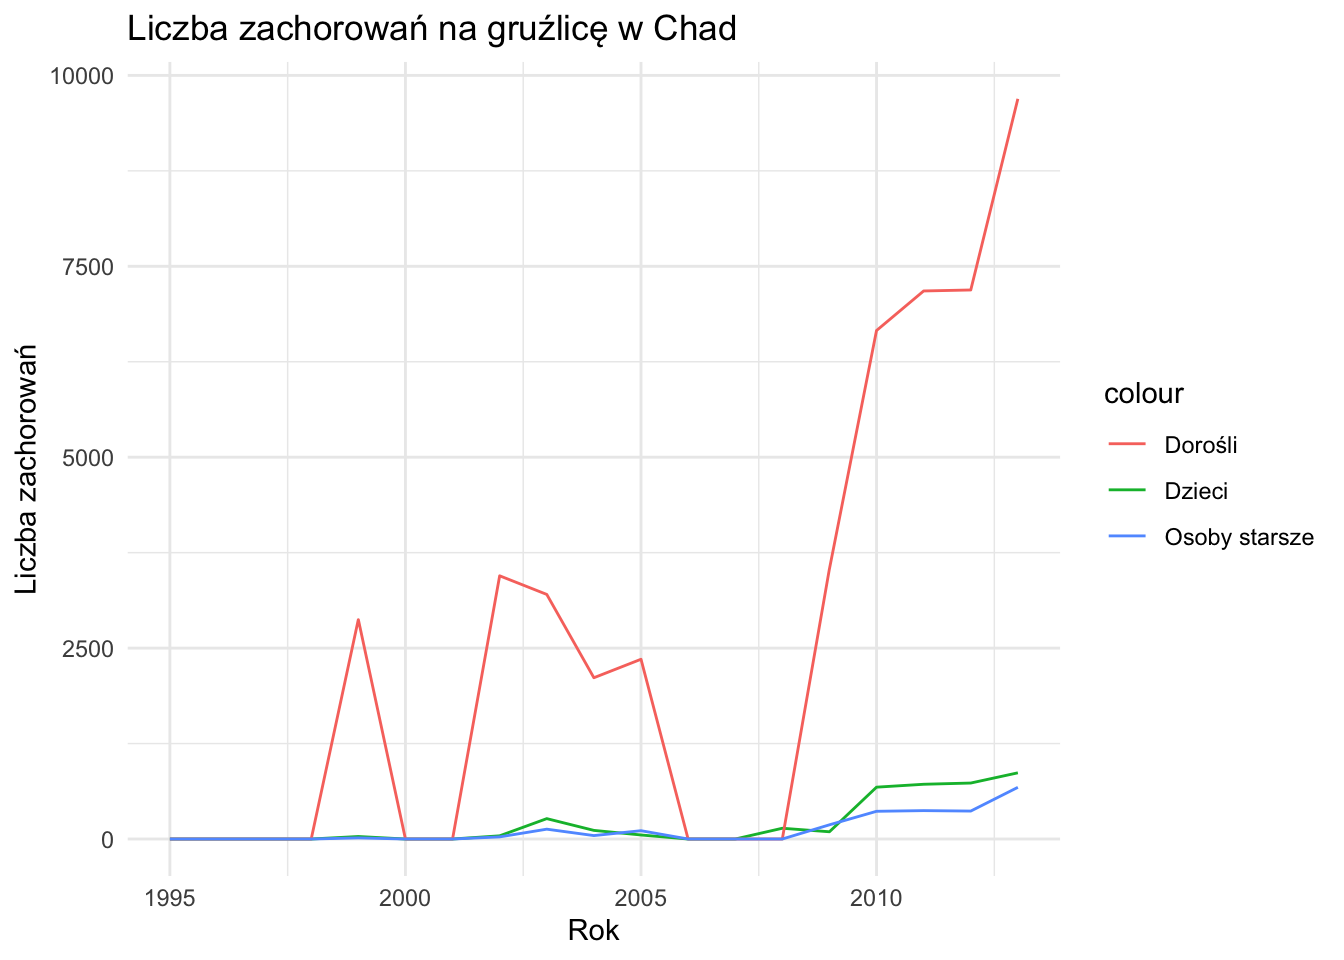 Liczba zachorowań na gruźlicę w Chad
10000
7500
5000
2500
0
Liczba zachorowań
1995
2000
2005
2010
Rok
colour
Dorośli
Dzieci
Osoby starsze